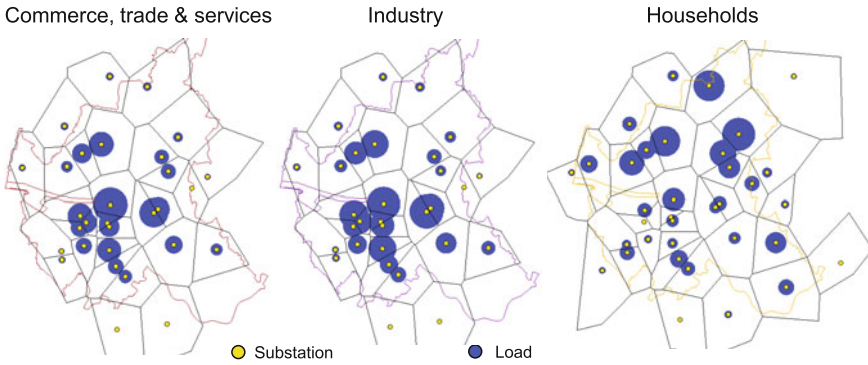 Commerce, trade & services
Industry
Households
Substation
Load